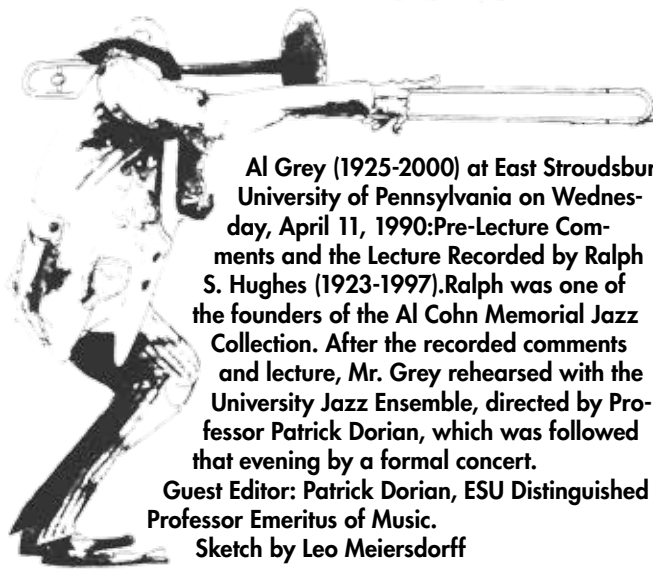 Al Grey (1925-2000) at East Stroudsbur
University of Pennsylvania on Wednes-
day, April 11, 1990:Pre-Lecture Com-
ments and the Lecture Recorded by Ralph
S. Hughes (1923-1997).Ralph was one of
the founders of the Al Cohn Memorial Jazz
Collection. After the recorded comments
and lecture, Mr. Grey rehearsed with the
University Jazz Ensemble, directed by Pro-
fessor Patrick Dorian, which was followed
that evening by a formal concert.
Guest Editor: Patrick Dorian, ESU Distinguished
Professor Emeritus of Music.
Sketch by Leo Meiersdorff